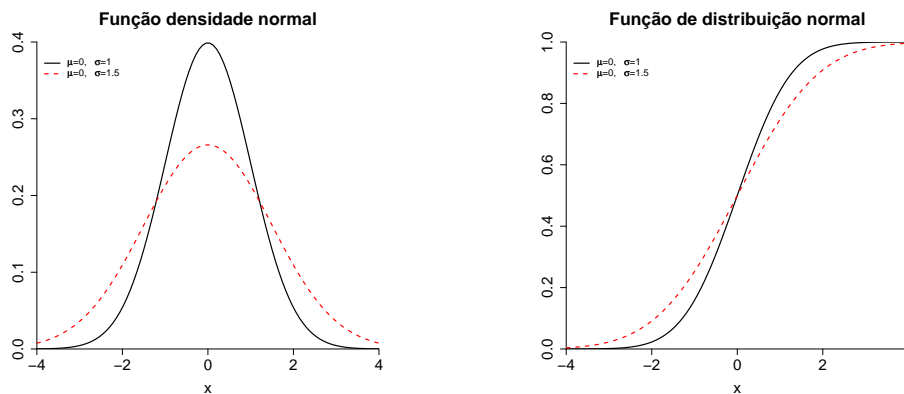 Função densidade normal
μ=0, σ=1
μ=0, σ=1.5
0.0
0.1
0.2
0.3
0.4
−4
−2
0
2
4
x
Função de distribuição normal
μ=0, σ=1
μ=0, σ=1.5
0.0
0.2
0.4
0.6
0.8
1.0
−4
−2
0
2
x